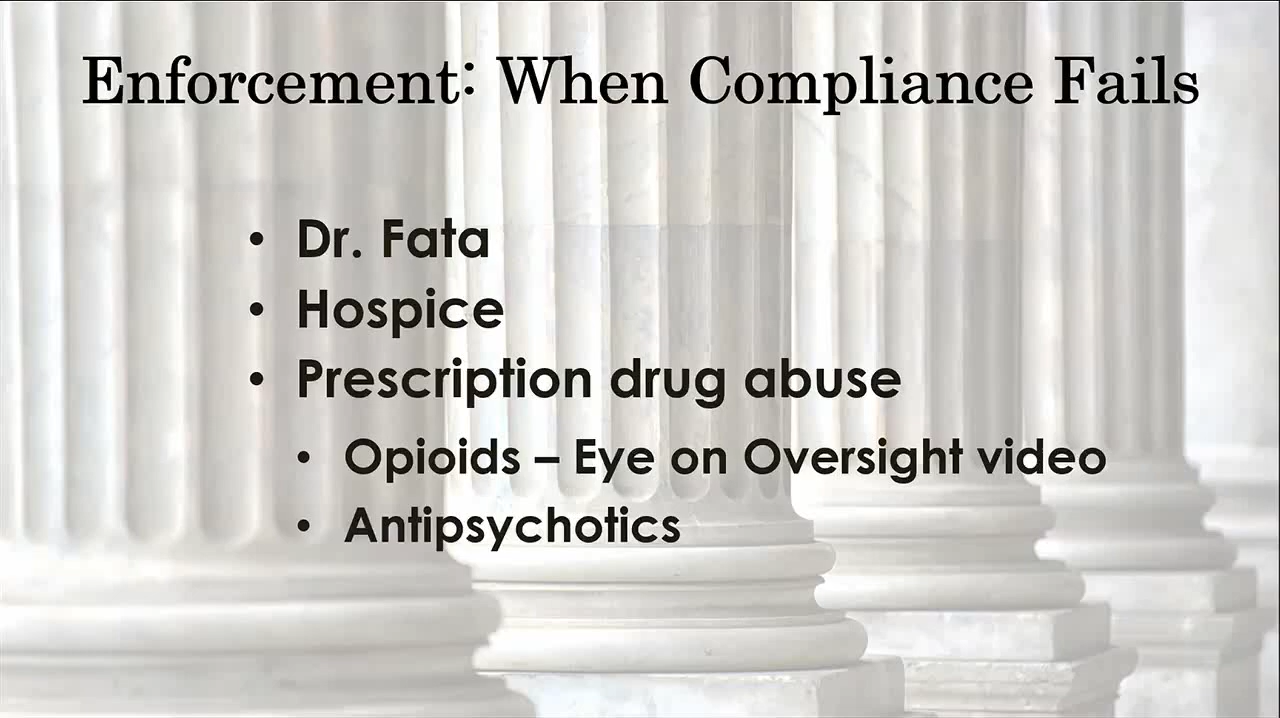 Enforcement: When Compliance Fails
• Dr. Fata
• Hospice
• Prescription drug abuse
• Opioids – Eye on Oversight video
• Antipsychotics